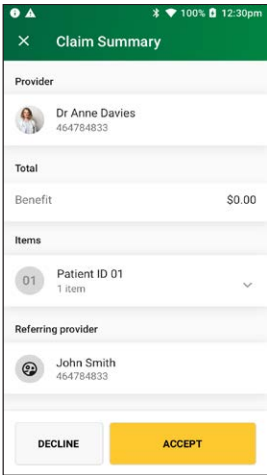 100% 12:30pm
Claim Summary
Provider
Dr Anne Davies
464784833
Total
Benefit $0.00
Items
01 Patient ID 01
1 item
Referring provider
John Smith
464784833
DECLINE ACCEPT